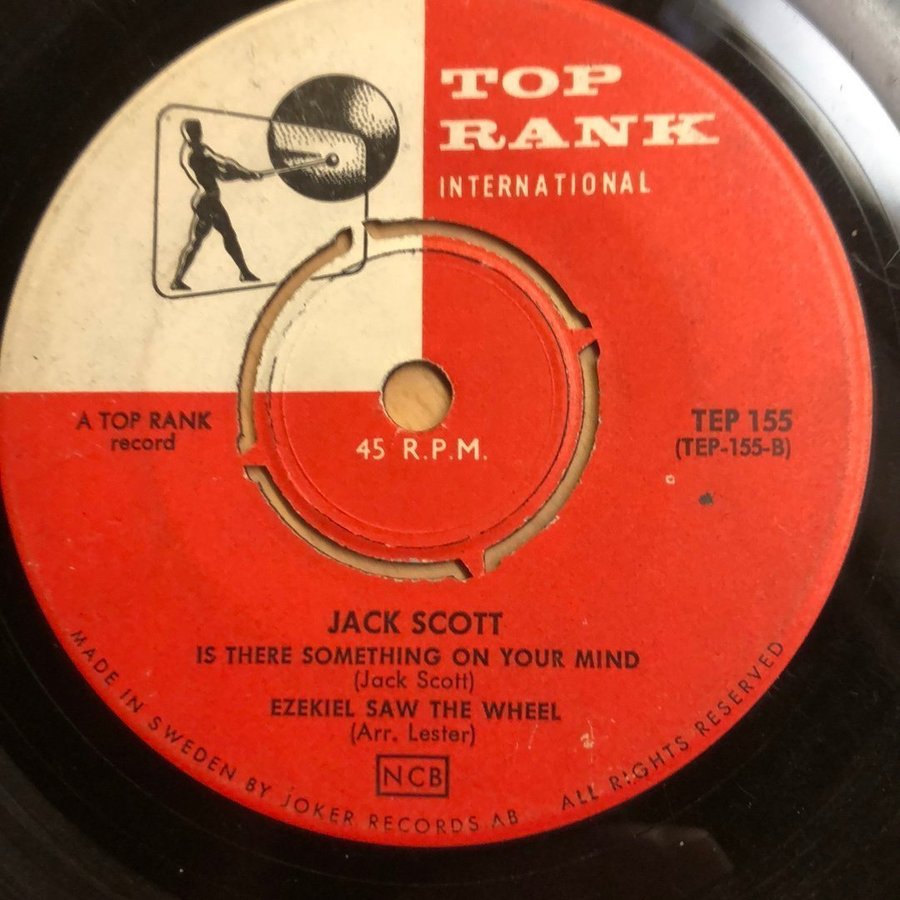 TOP
RANK
INTERNATIONAL
A TOP RANK
record
45 R.P.M.
TEP 155
(TEP-155-B)
JACK SCOTT
IS THERE SOMETHING ON YOUR MIND
(Jack Scott)
EZEKIEL SAW THE WHEEL
(Arr. Lester)
NCB
MADE IN SWEDEN BY JOKER RECORDS AB
ALL RIGHTS RESERVED